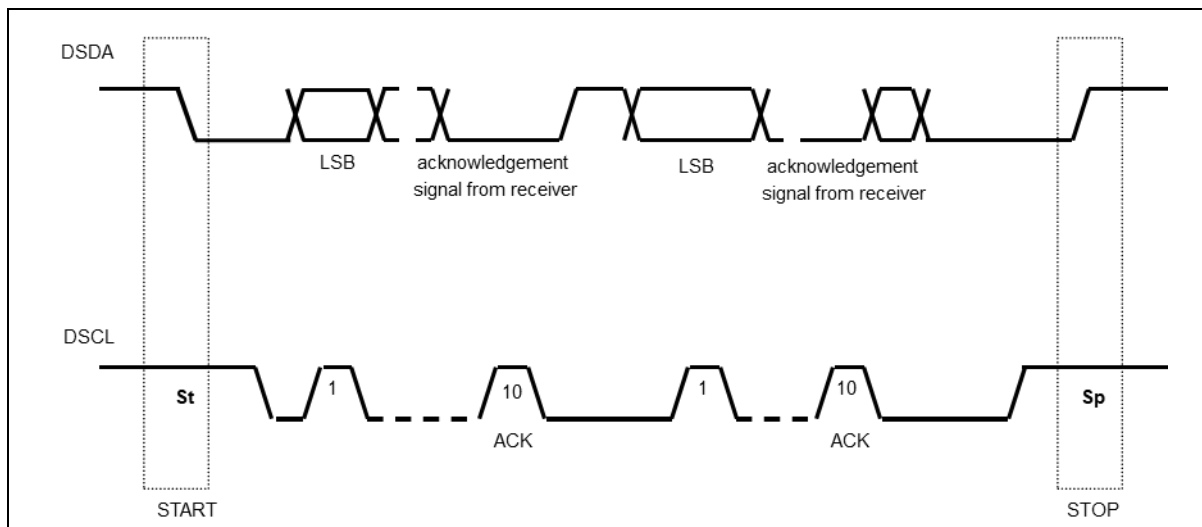 DSDA
LSB
acknowledgement
signal from receiver
LSB
acknowledgement
signal from receiver
DSCL
St
1
10
1
10
Sp
ACK
ACK
START
STOP